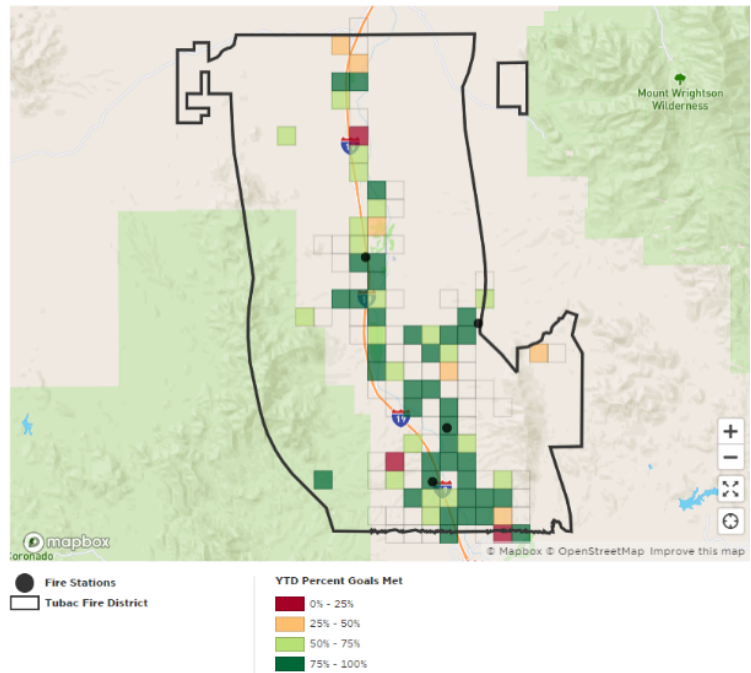 Mount Wrightson
Wilderness
19
mapbox
Coronado
© Mapbox © OpenStreetMap Improve this map
Fire Stations
Tubac Fire District
YTD Percent Goals Met
0% - 25%
25% - 50%
50% - 75%
75% - 100%